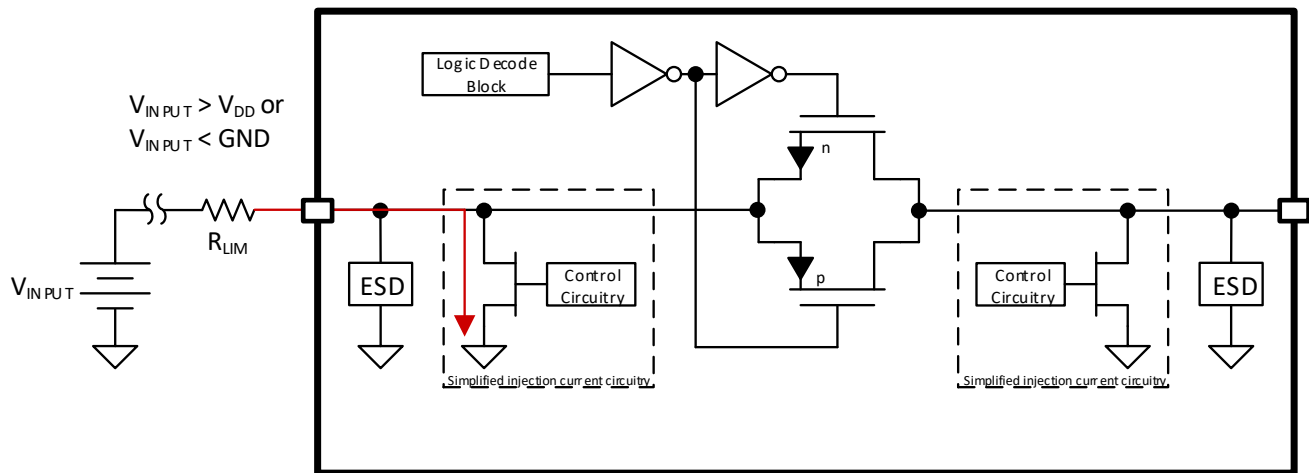 Logic Decode
Block
V_INPUT > V_DD or
V_INPUT < GND
n
R_LIM
V_INPUT
ESD
Control
Circuitry
p
Control
Circuitry
ESD
Simplified injection current circuitry
Simplified injection current circuitry